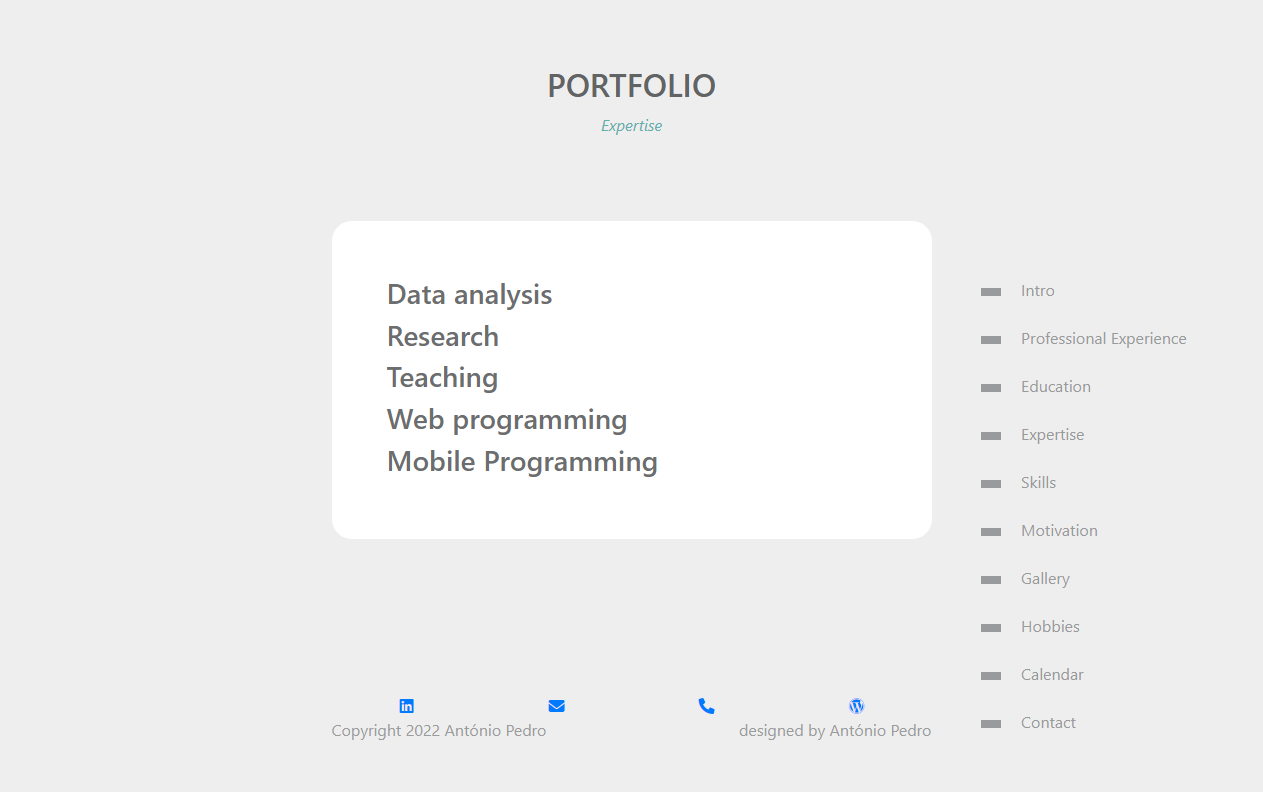 PORTFOLIO
Expertise
Data analysis
Research
Teaching
Web programming
Mobile Programming
Intro
Professional Experience
Education
Expertise
Skills
Motivation
Gallery
Hobbies
Calendar
Contact
Copyright 2022 António Pedro
designed by António Pedro